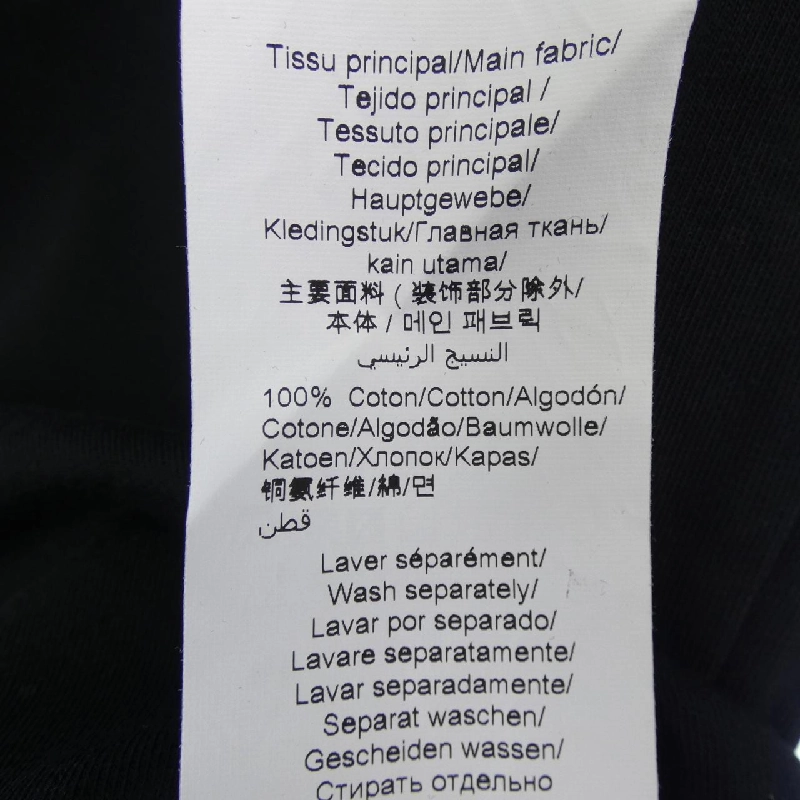 Tissu principal/Main fabric/
Tejido principal /
Tessuto principale/
Tecido principal/
Hauptgewebe/
Kledingstuk/Главная ткань/
kain utama/
主要面料（装饰部分除外/
本体 / 메인 패브릭
النسيج الرئيسي
100% Coton/Cotton/Algodón/
Cotone/Algodão/Baumwolle/
Katoen/Хлопок/Kapas/
铜氨纤维/綿/면
قطن
Laver séparément/
Wash separately/
Lavar por separado/
Lavare separatamente/
Lavar separadamente/
Separat waschen/
Gescheiden wassen/
Стирать отдельно